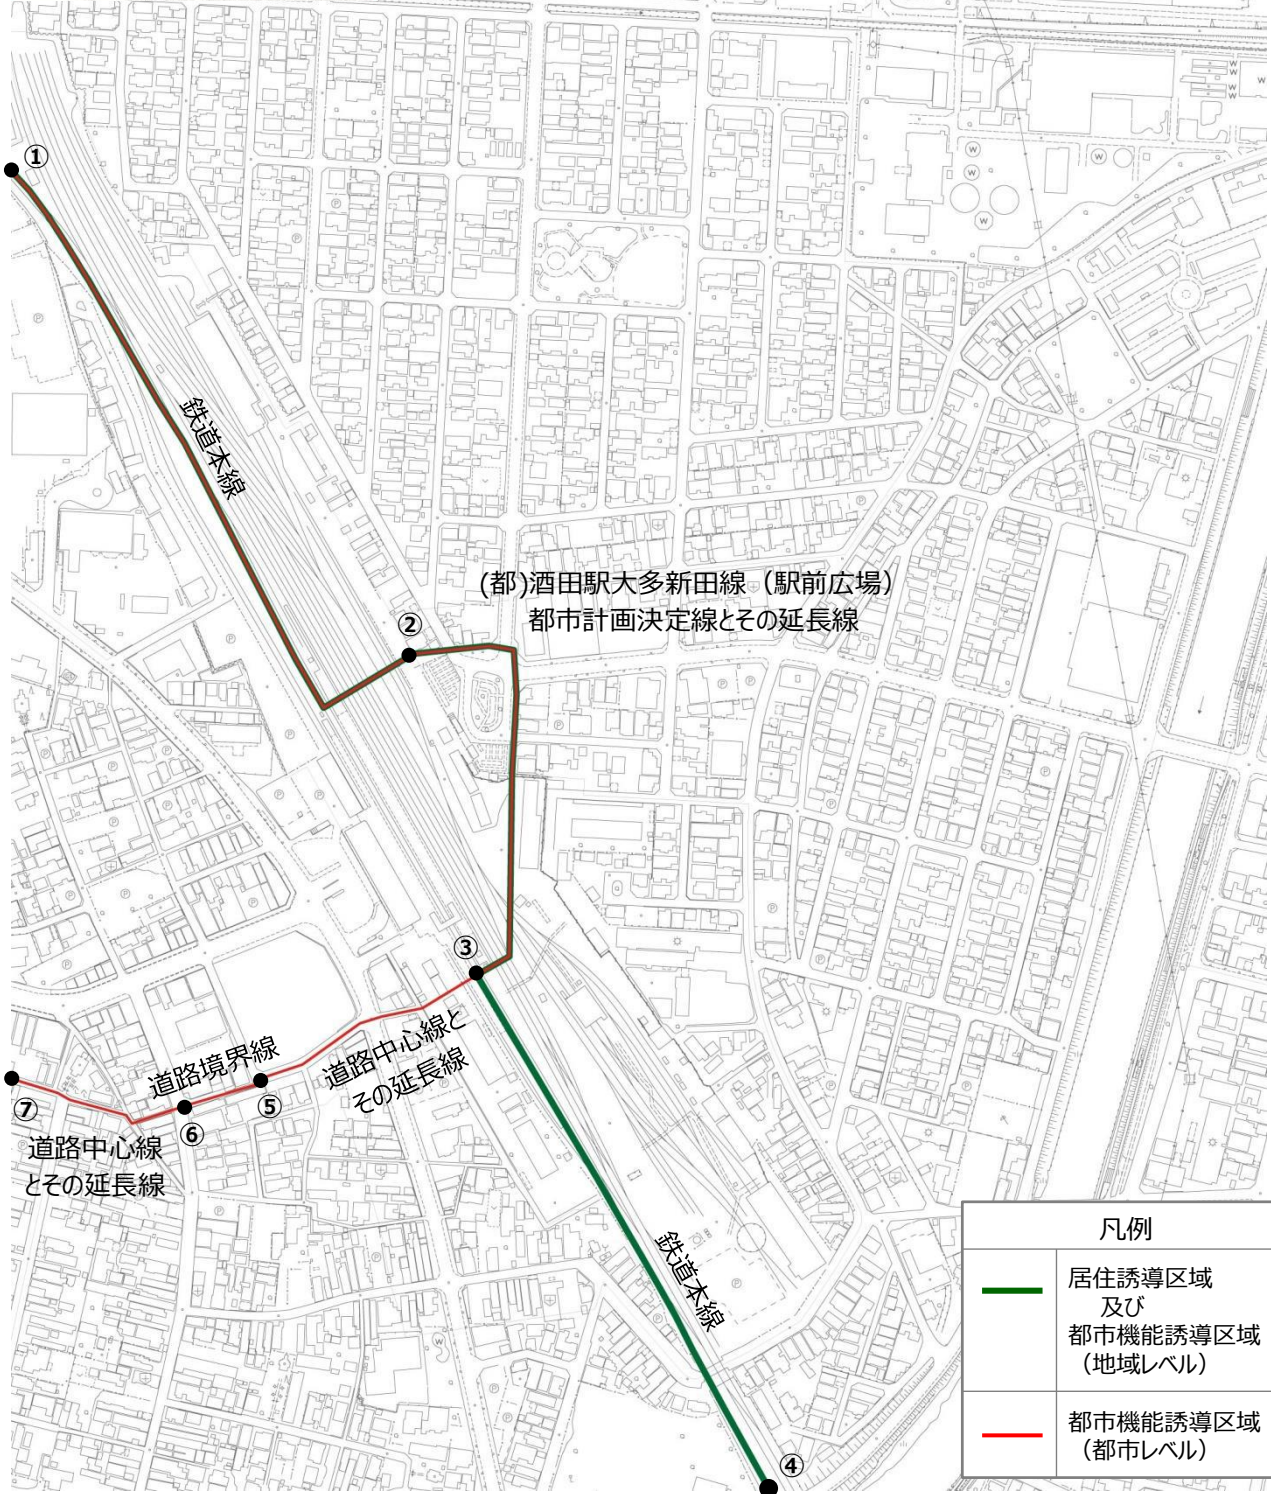 ①
鉄道本線
(都)酒田駅大多新田線（駅前広場）
都市計画決定線とその延長線
②
③
道路中心線と
その延長線
道路境界線
⑤
⑥
⑦
道路中心線
とその延長線
鉄道本線
④
凡例
居住誘導区域
及び
都市機能誘導区域
（地域レベル）
都市機能誘導区域
（都市レベル）